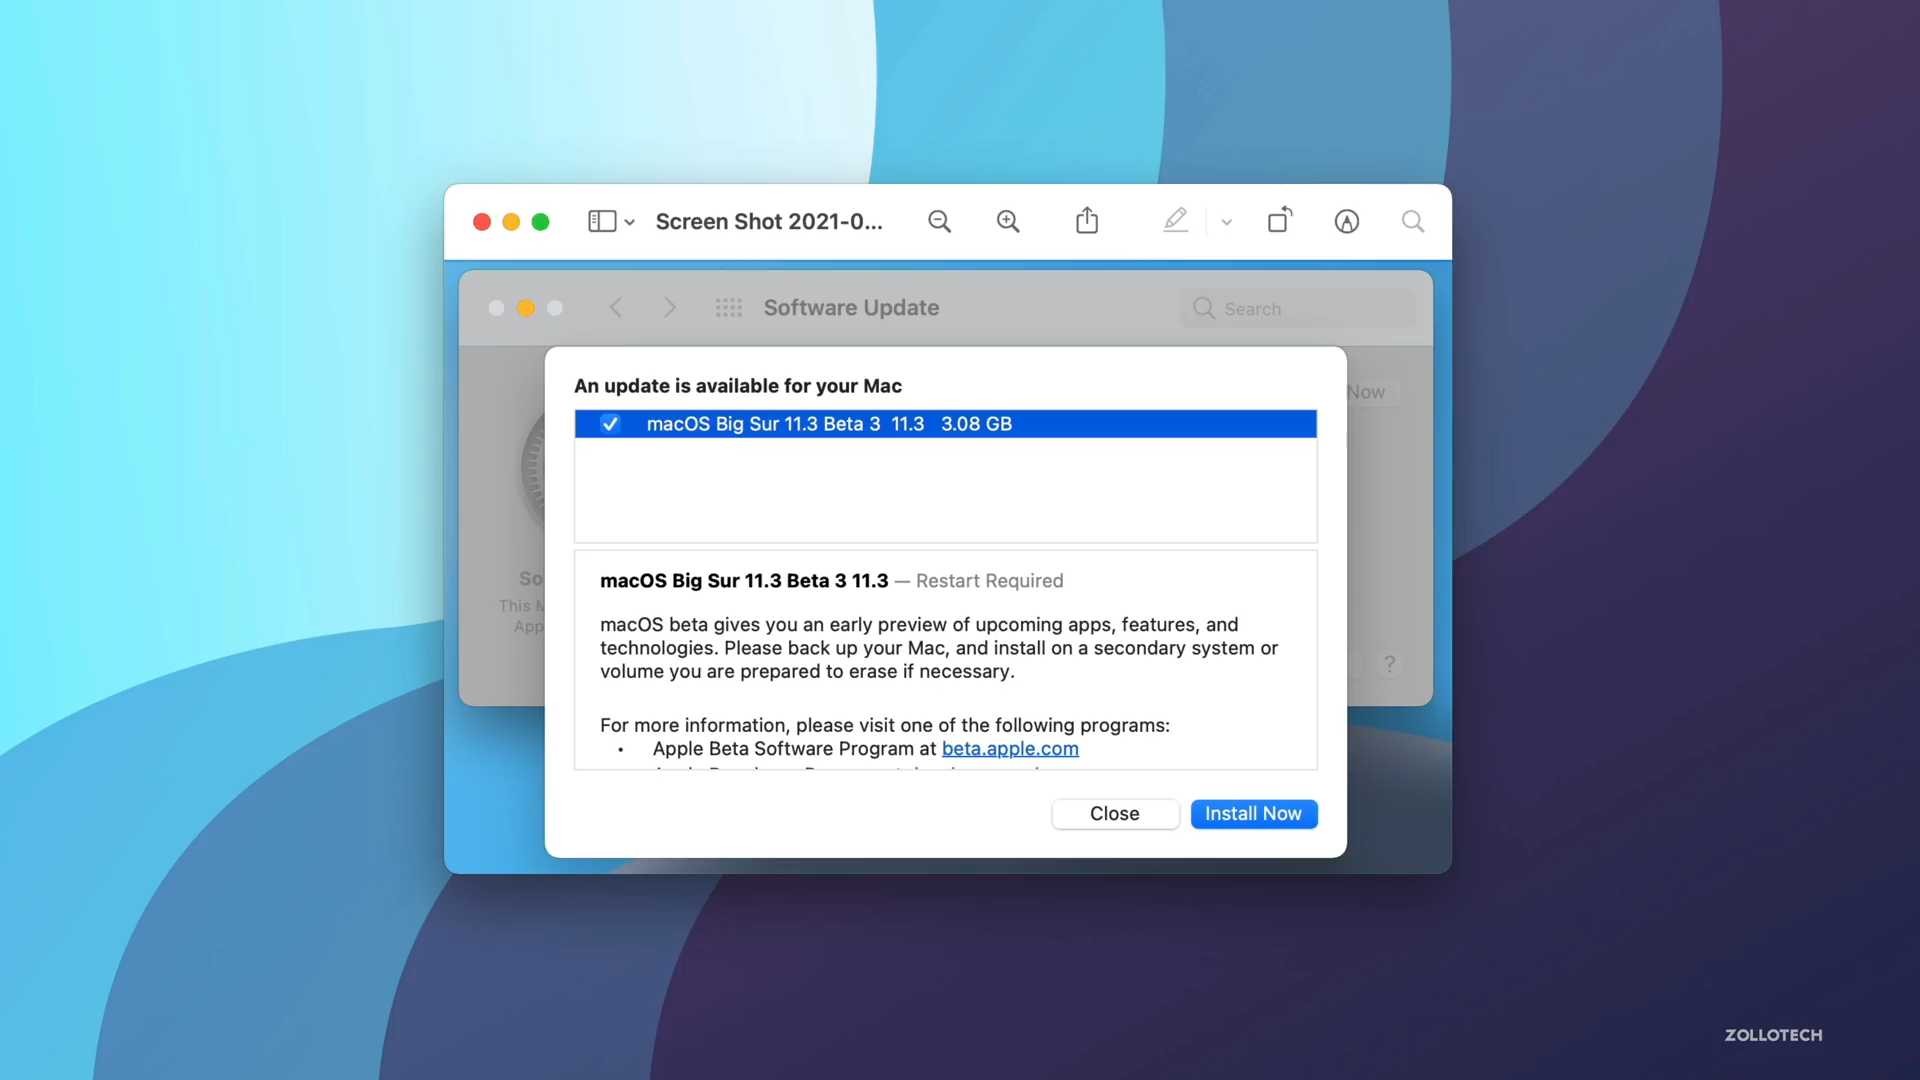 Screen Shot 2021-0...
Software Update
Search
An update is available for your Mac
Now
macOS Big Sur 11.3 Beta 3 11.3 3.08 GB
macOS Big Sur 11.3 Beta 3 11.3 — Restart Required
So
This M
App
macOS beta gives you an early preview of upcoming apps, features, and
technologies. Please back up your Mac, and install on a secondary system or
volume you are prepared to erase if necessary.
?
For more information, please visit one of the following programs:
• Apple Beta Software Program at beta.apple.com
Close
Install Now
ZOLLOTECH